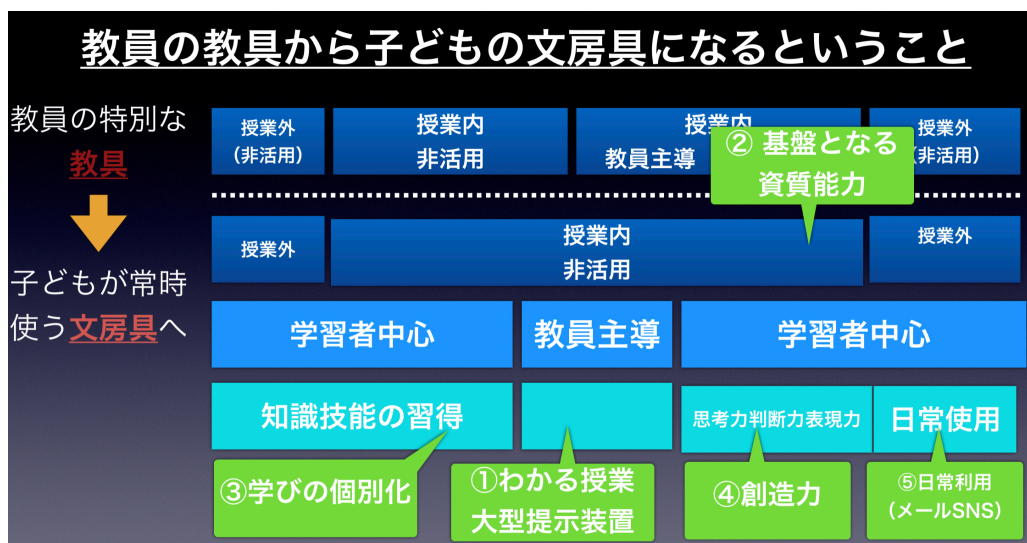 教員の教具から子どもの文房具になるということ
教員の特別な
教具
子どもが常時
使う文房具へ
授業外
(非活用)
授業内
非活用
授業内
教員主導
授業外
(非活用)
② 基盤となる
資質能力
授業外
授業内
非活用
授業外
学習者中心
教員主導
学習者中心
知識技能の習得
思考力判断力表現力
日常使用
③学びの個別化
①わかる授業
大型提示装置
④創造力
⑤日常利用
(メールSNS)